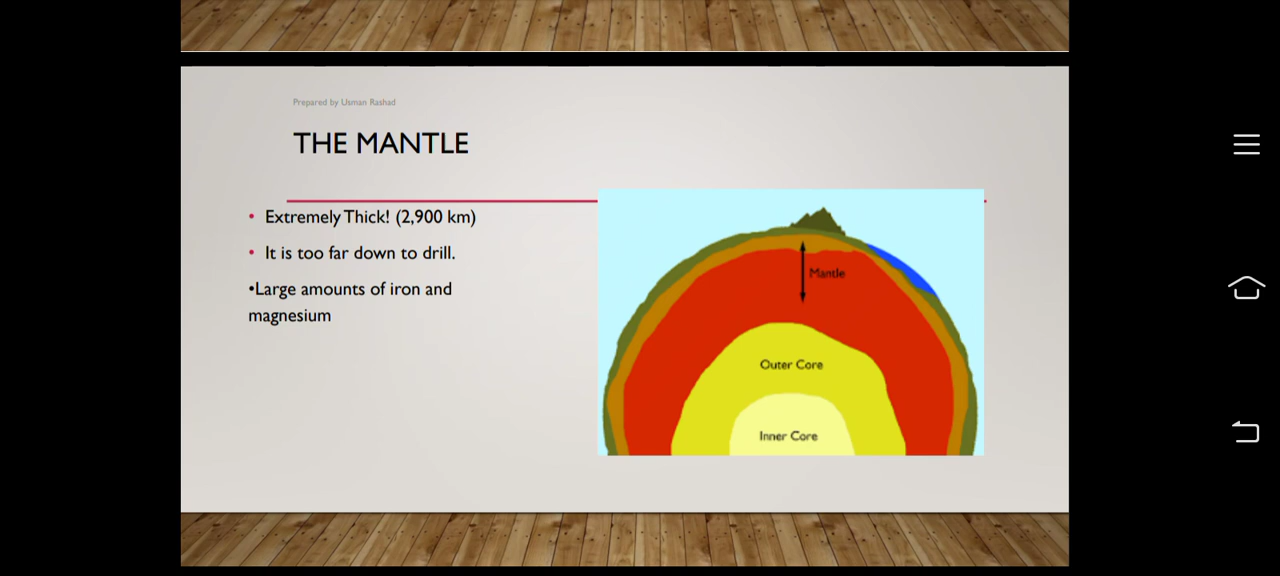 Prepared by Usman Rashad
THE MANTLE
• Extremely Thick! (2,900 km)
• It is too far down to drill.
•Large amounts of iron and
magnesium
Mantle
Outer Core
Inner Core